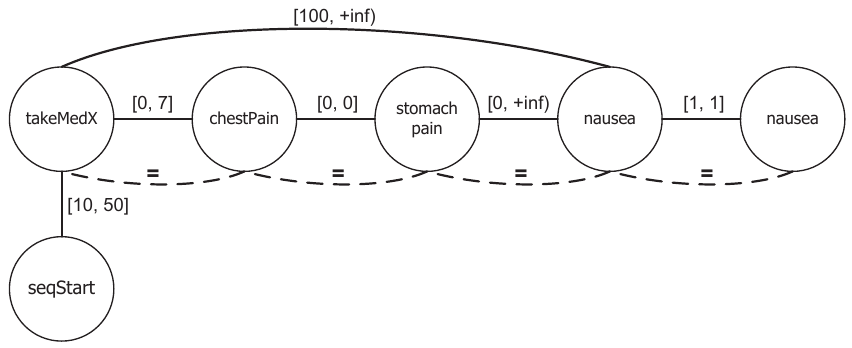 [100, +inf)
takeMedX [0, 7] chestPain [0, 0] stomach [0, +inf) nausea [1, 1] nausea
pain
= = = =
[10, 50]
seqStart